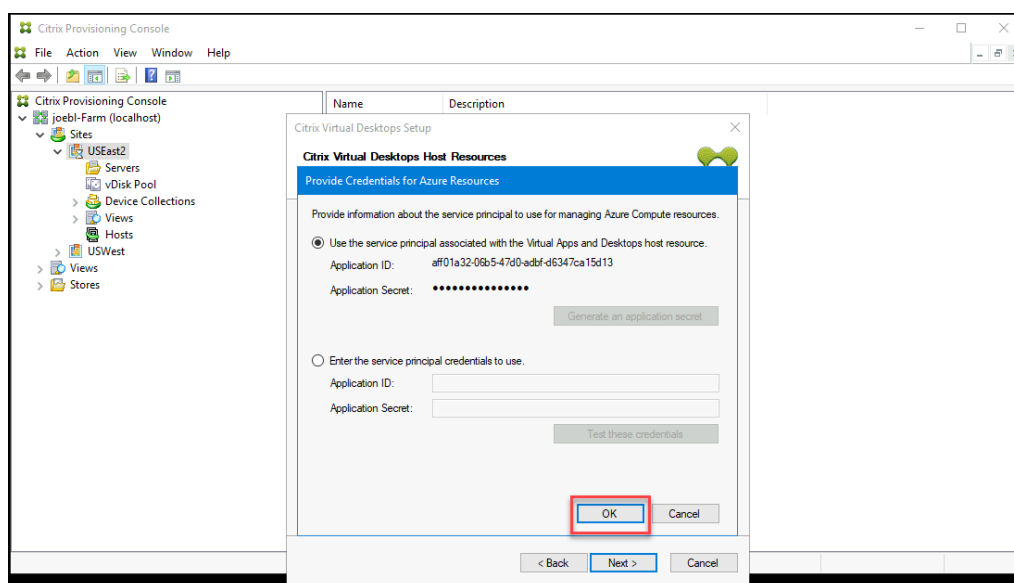 Citrix Provisioning Console
File Action View Window Help
Citrix Provisioning Console
joebl-Farm (localhost)
Sites
USEast2
Servers
vDisk Pool
Device Collections
Views
Hosts
USWest
Views
Stores
Name Description
Citrix Virtual Desktops Setup
Citrix Virtual Desktops Host Resources
Provide Credentials for Azure Resources
Provide information about the service principal to use for managing Azure Compute resources.
Use the service principal associated with the Virtual Apps and Desktops host resource.
Application ID: aff01a32-06b5-47d0-adbf-d6347ca15d13
Application Secret: •••••••••••••••
Generate an application secret
Enter the service principal credentials to use.
Application ID:
Application Secret:
Test these credentials
OK Cancel
< Back Next > Cancel